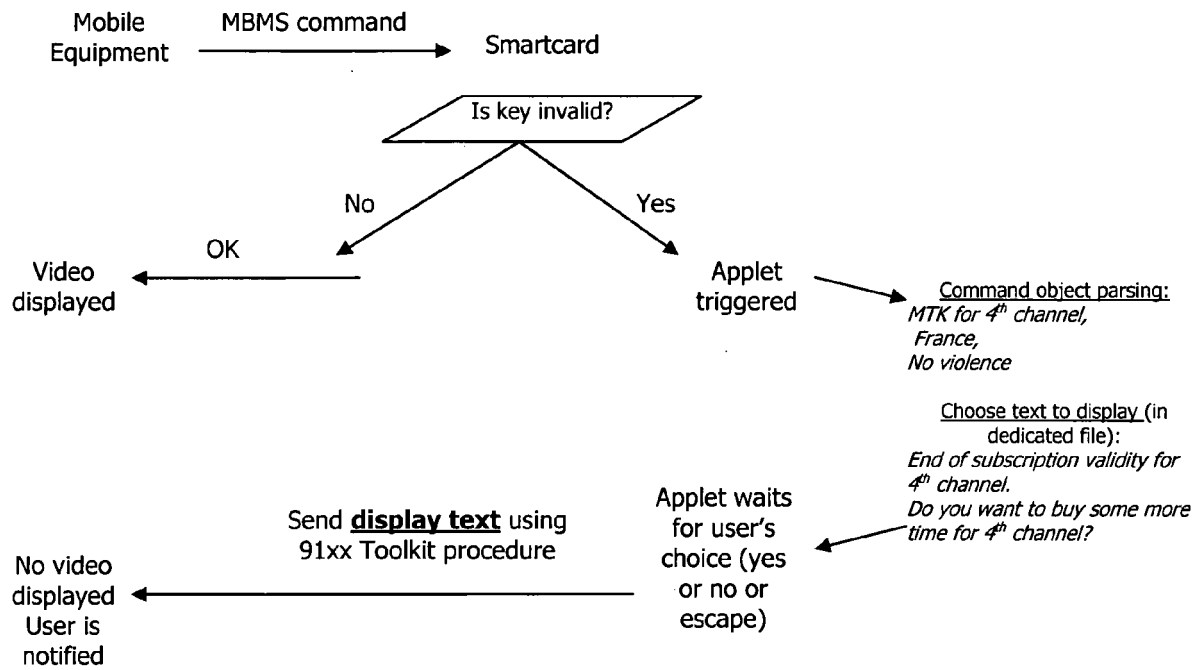 Mobile
Equipment
MBMS command
Smartcard
Is key invalid?
No
Yes
OK
Video
displayed
Applet
triggered
Command object parsing:
MTK for 4th channel,
France,
No violence
Choose text to display (in
dedicated file):
End of subscription validity for
4th channel.
Do you want to buy some more
time for 4th channel?
Applet waits
for user's
choice (yes
or no or
escape)
Send display text using
91xx Toolkit procedure
No video
displayed
User is
notified